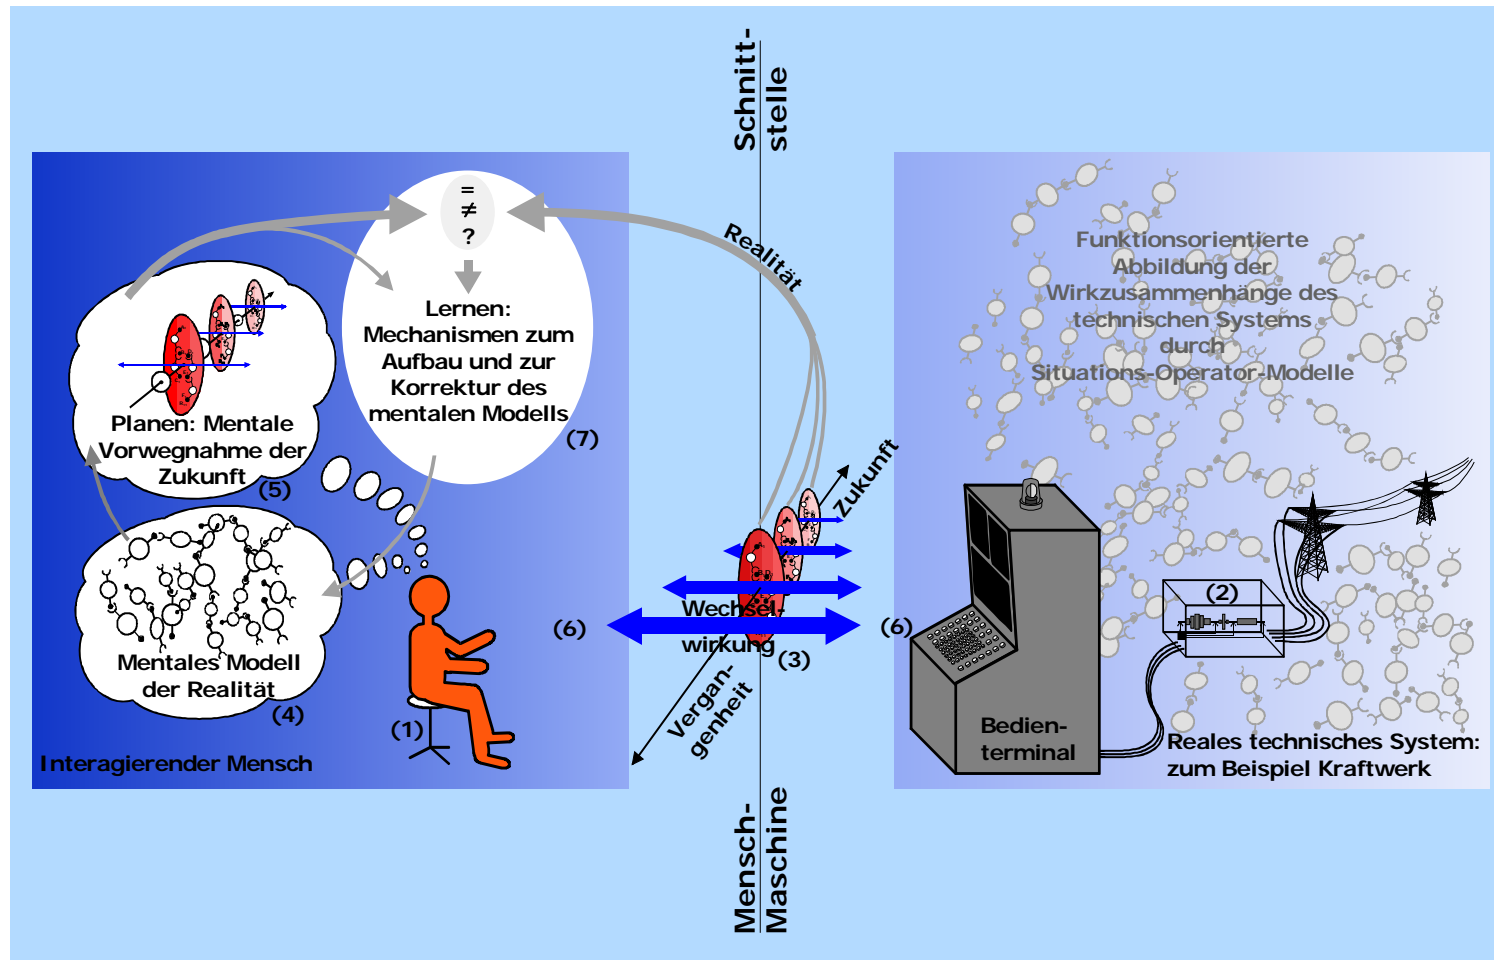 Schnitt-
stelle
=
≠
?
Lernen:
Mechanismen zum
Aufbau und zur
Korrektur des
mentalen Modells
(7)
Planen: Mentale
Vorwegnahme der
Zukunft
(5)
Mentales Modell
der Realität
(4)
(1)
Interagierender Mensch
Realität
Zukunft
Wechsel-
wirkung
(3)
(6)
(6)
Vergan-
genheit
Mensch-
Maschine
Funktionsorientierte
Abbildung der
Wirkzusammenhänge des
technischen Systems
durch
Situations-Operator-Modelle
(2)
Bedien-
terminal
Reales technisches System:
zum Beispiel Kraftwerk